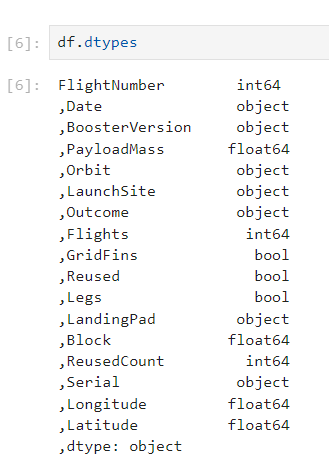 [6]: df.dtypes
[6]: FlightNumber int64
,Date object
,BoosterVersion object
,PayloadMass float64
,Orbit object
,LaunchSite object
,Outcome object
,Flights int64
,GridFins bool
,Reused bool
,Legs bool
,LandingPad object
,Block float64
,ReusedCount int64
,Serial object
,Longitude float64
,Latitude float64
,dtype: object